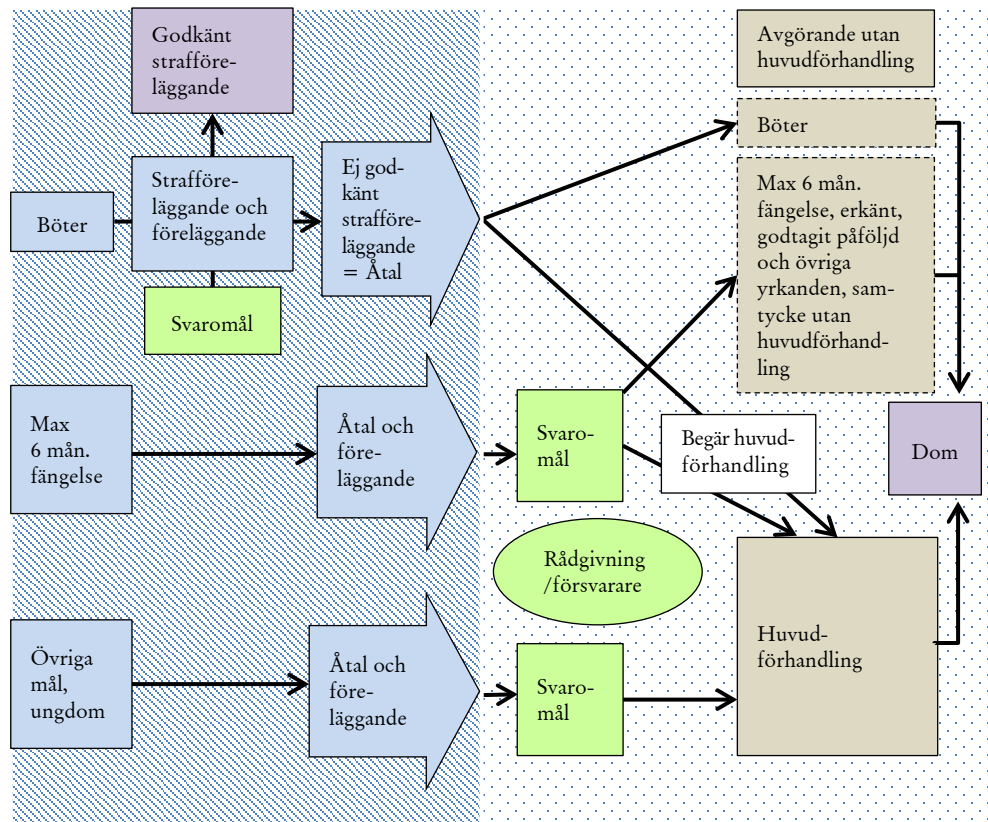 Godkänt
strafföre-
läggande
Böter
Strafföre-
läggande och
föreläggande
Svaromål
Ej god-
känt
strafföre-
läggande
= Åtal
Avgörande utan
huvudförhandling
Böter
Max 6 mån.
fängelse, erkänt,
godtagit påföljd
och övriga
yrkanden, sam-
tycke utan
huvudförhand-
ling
Max
6 mån.
fängelse
Åtal och
före-
läggande
Svaro-
mål
Begär huvud-
förhandling
Dom
Rådgivning
/försvarare
Övriga
mål,
ungdom
Åtal och
före-
läggande
Svaro-
mål
Huvud-
förhandling